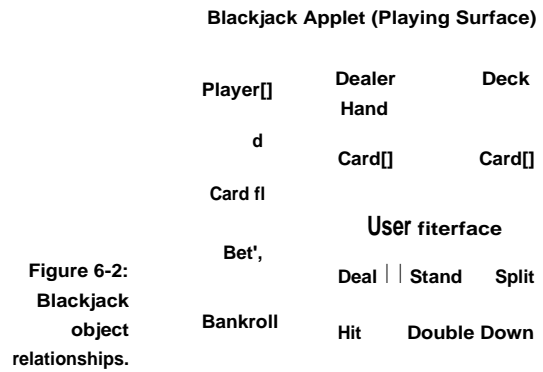 Blackjack Applet (Playing Surface)
Player[]
Dealer
Deck
Hand
d
Card[]
Card[]
Card fl
User fiterface
Bet',
Deal | | Stand Split
Bankroll
Hit
Double Down
Figure 6-2:
Blackjack
object
relationships.